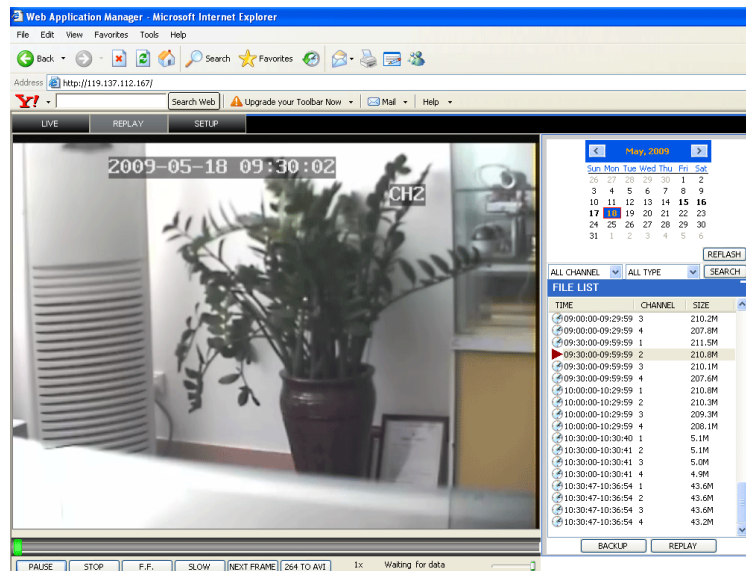 Web Application Manager - Microsoft Internet Explorer
File Edit View Favorites Tools Help
Back Search Favorites
Address http://119.137.112.167/
Y! Search Web Upgrade your Toolbar Now Mail Help
LIVE REPLAY SETUP
2009-05-18 09:30:02
CH2
May, 2009
Sun Mon Tue Wed Thu Fri Sat
26 27 28 29 30 1 2
3 4 5 6 7 8 9
10 11 12 13 14 15 16
17 18 19 20 21 22 23
24 25 26 27 28 29 30
31 1 2 3 4 5 6
REFLASH
ALL CHANNEL ALL TYPE SEARCH
FILE LIST
TIME CHANNEL SIZE
09:00:00-09:29:59 3 210.2M
09:00:00-09:29:59 4 207.8M
09:30:00-09:59:59 1 211.5M
09:30:00-09:59:59 2 210.8M
09:30:00-09:59:59 3 210.1M
09:30:00-09:59:59 4 207.6M
10:00:00-10:29:59 1 210.8M
10:00:00-10:29:59 2 210.3M
10:00:00-10:29:59 3 209.3M
10:00:00-10:29:59 4 208.1M
10:30:00-10:30:40 1 5.1M
10:30:00-10:30:41 2 5.1M
10:30:00-10:30:41 3 5.0M
10:30:00-10:30:41 4 4.9M
10:30:47-10:36:54 1 43.6M
10:30:47-10:36:54 2 43.6M
10:30:47-10:36:54 3 43.6M
10:30:47-10:36:54 4 43.2M
BACKUP REPLAY
PAUSE STOP F.F. SLOW NEXT FRAME 264 TO AVI 1x Waiting for data